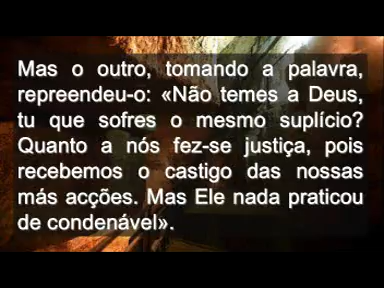 Mas o outro, tomando a palavra,
repreendeu-o: «Não temes a Deus,
tu que sofres o mesmo suplício?
Quanto a nós fez-se justiça, pois
recebemos o castigo das nossas
más acções. Mas Ele nada praticou
de condenável».